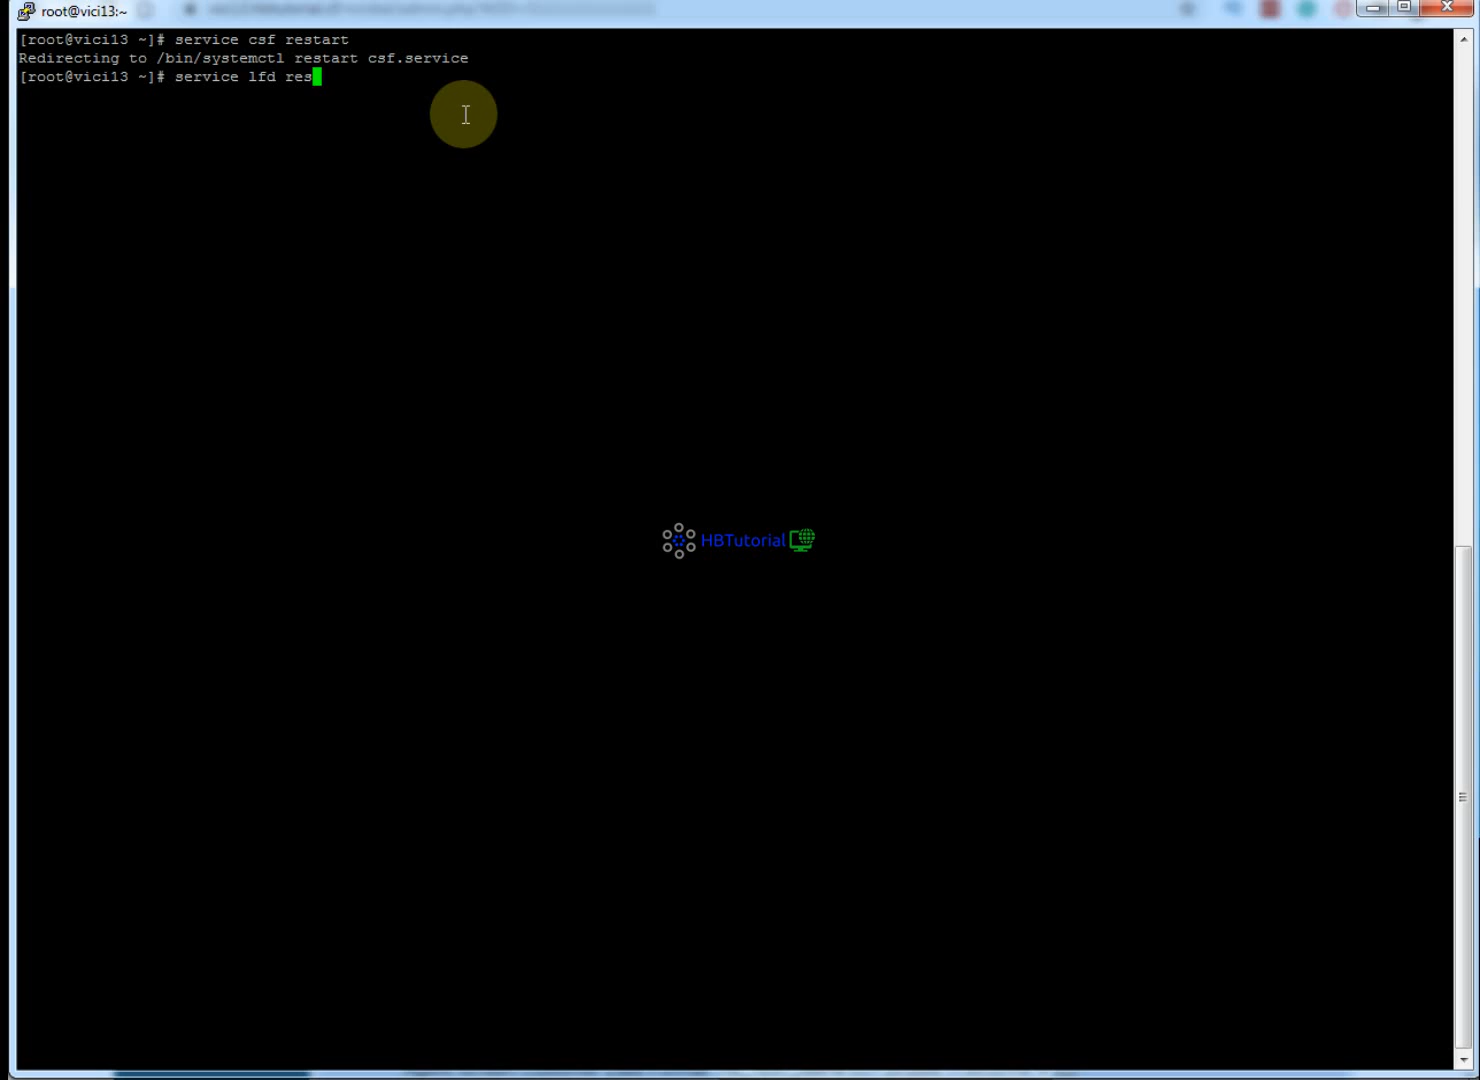 root@vici13:~
[root@vici13 ~]# service csf restart
Redirecting to /bin/systemctl restart csf.service
[root@vici13 ~]# service lfd res
HBTutorial